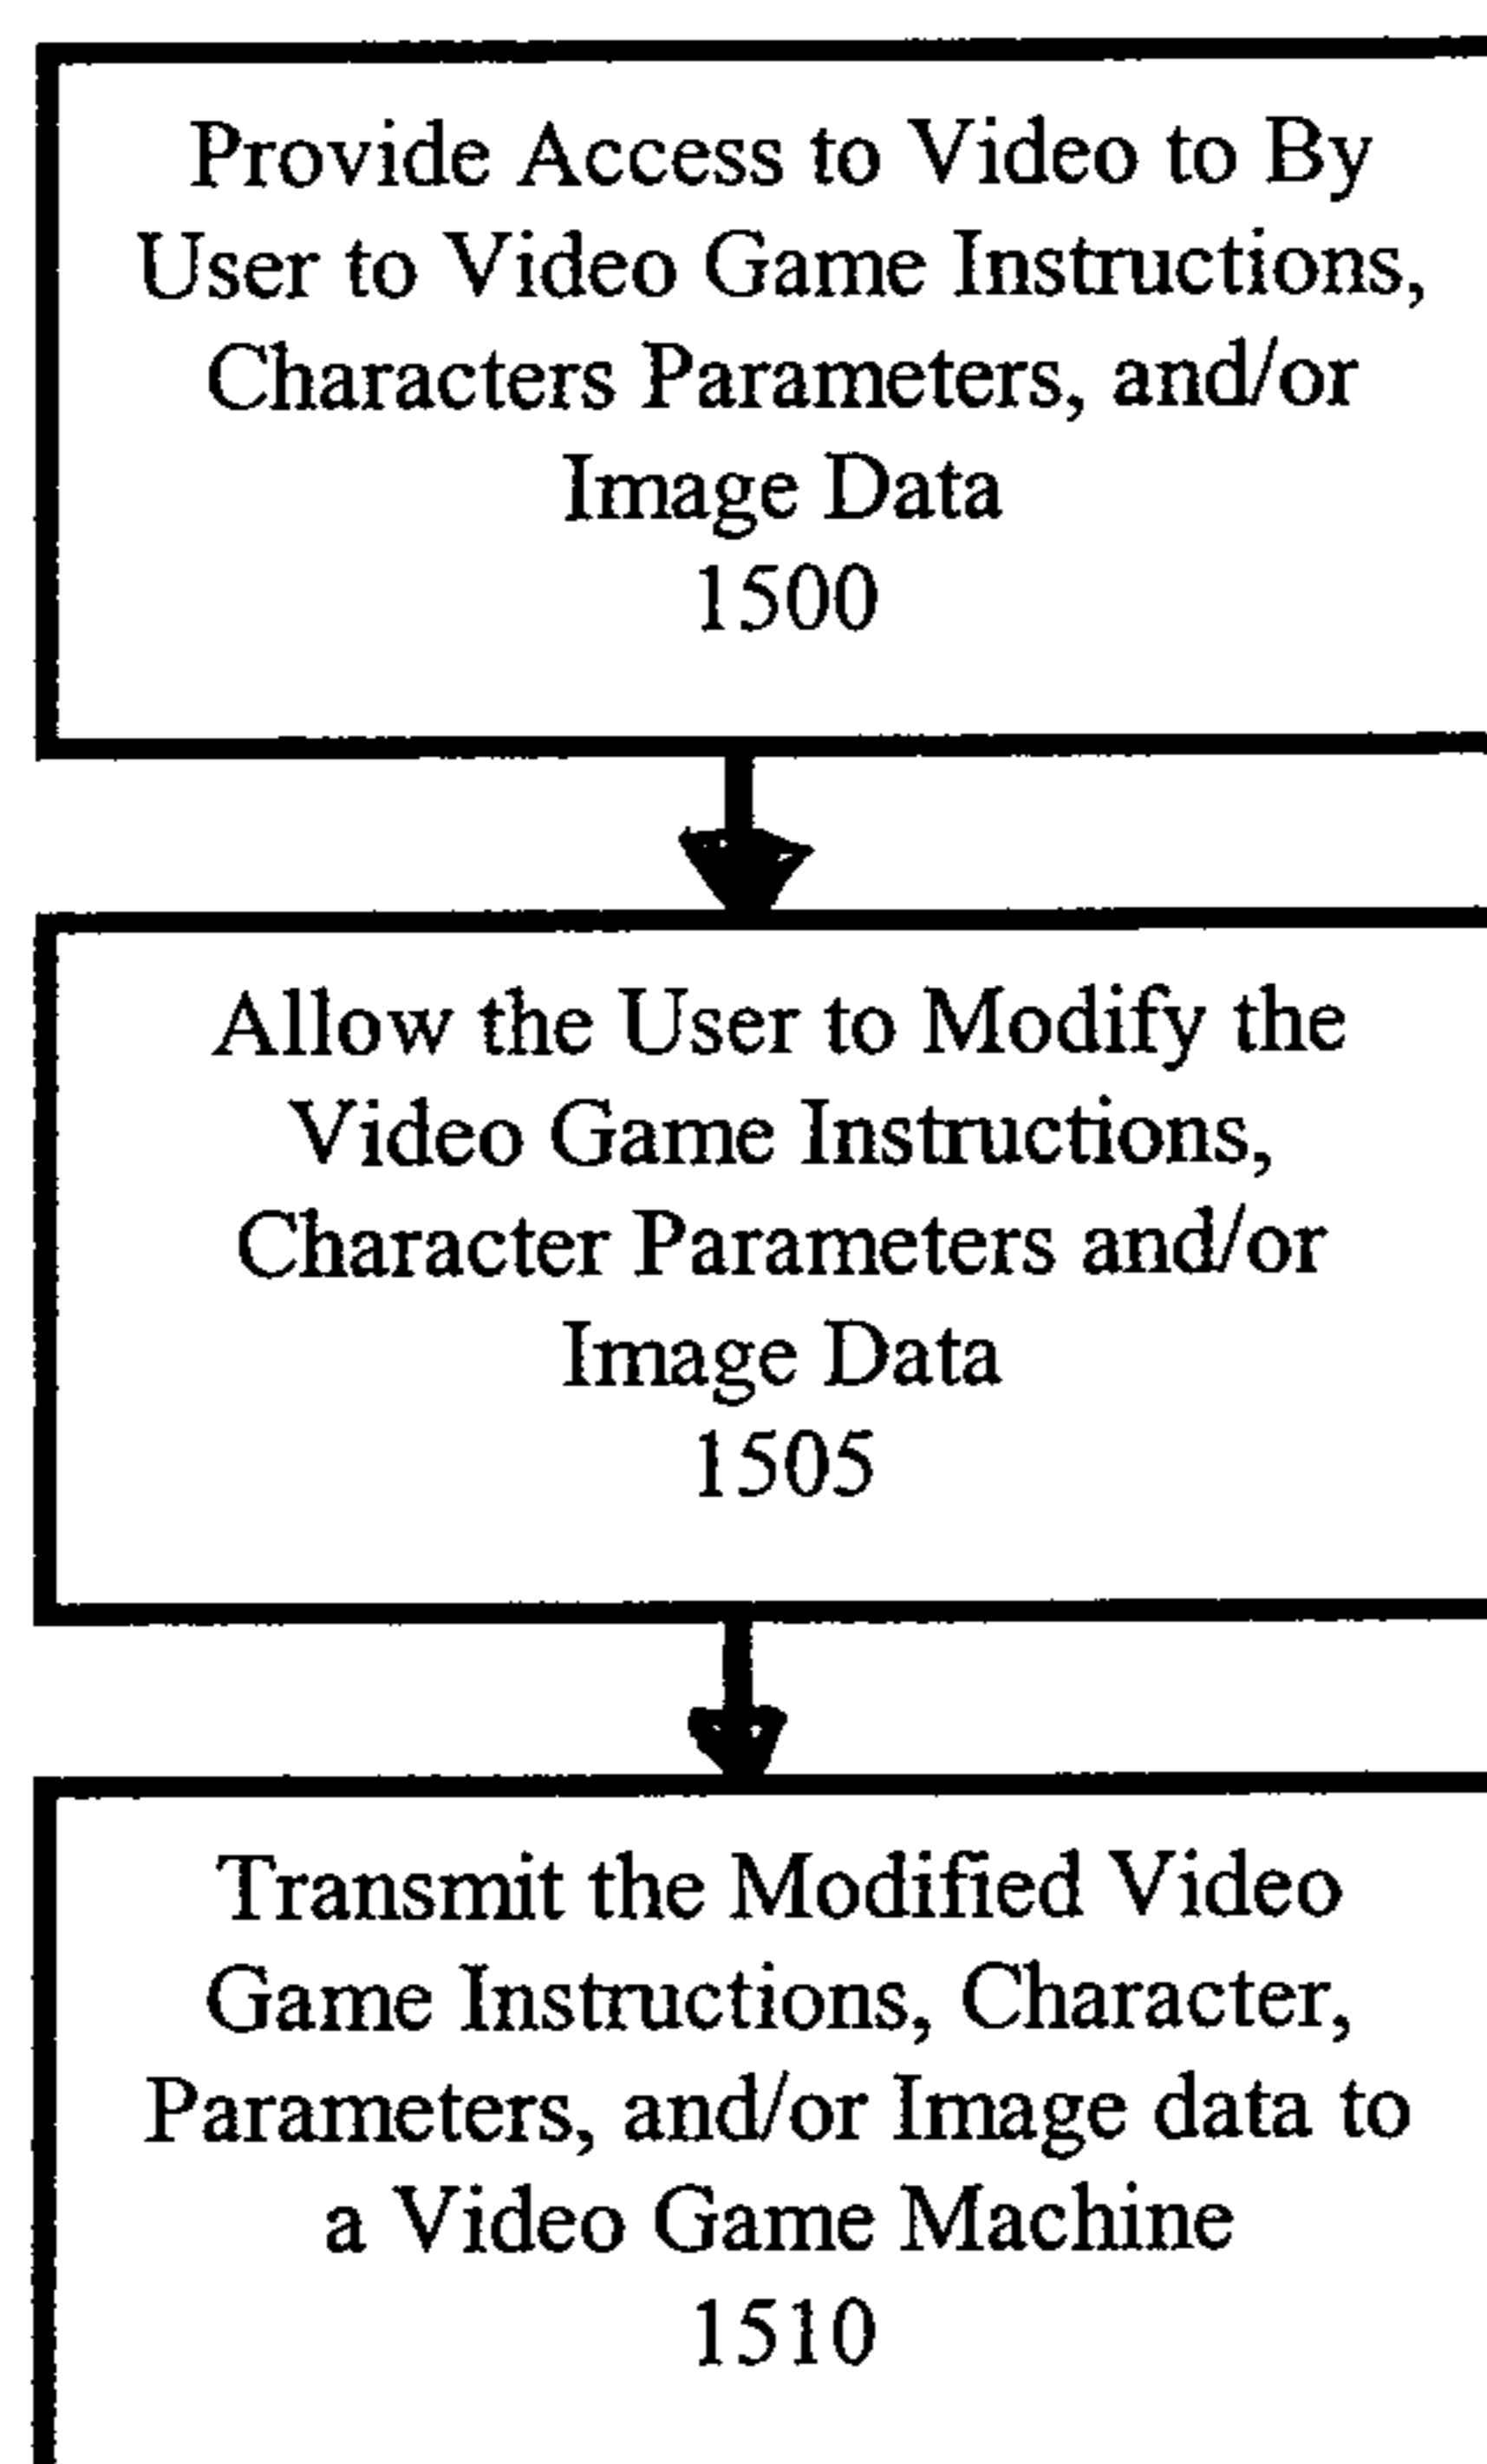 Provide Access to Video to By
User to Video Game Instructions,
Characters Parameters, and/or
Image Data
1500
Allow the User to Modify the
Video Game Instructions,
Character Parameters and/or
Image Data
1505
Transmit the Modified Video
Game Instructions, Character,
Parameters, and/or Image data to
a Video Game Machine
1510